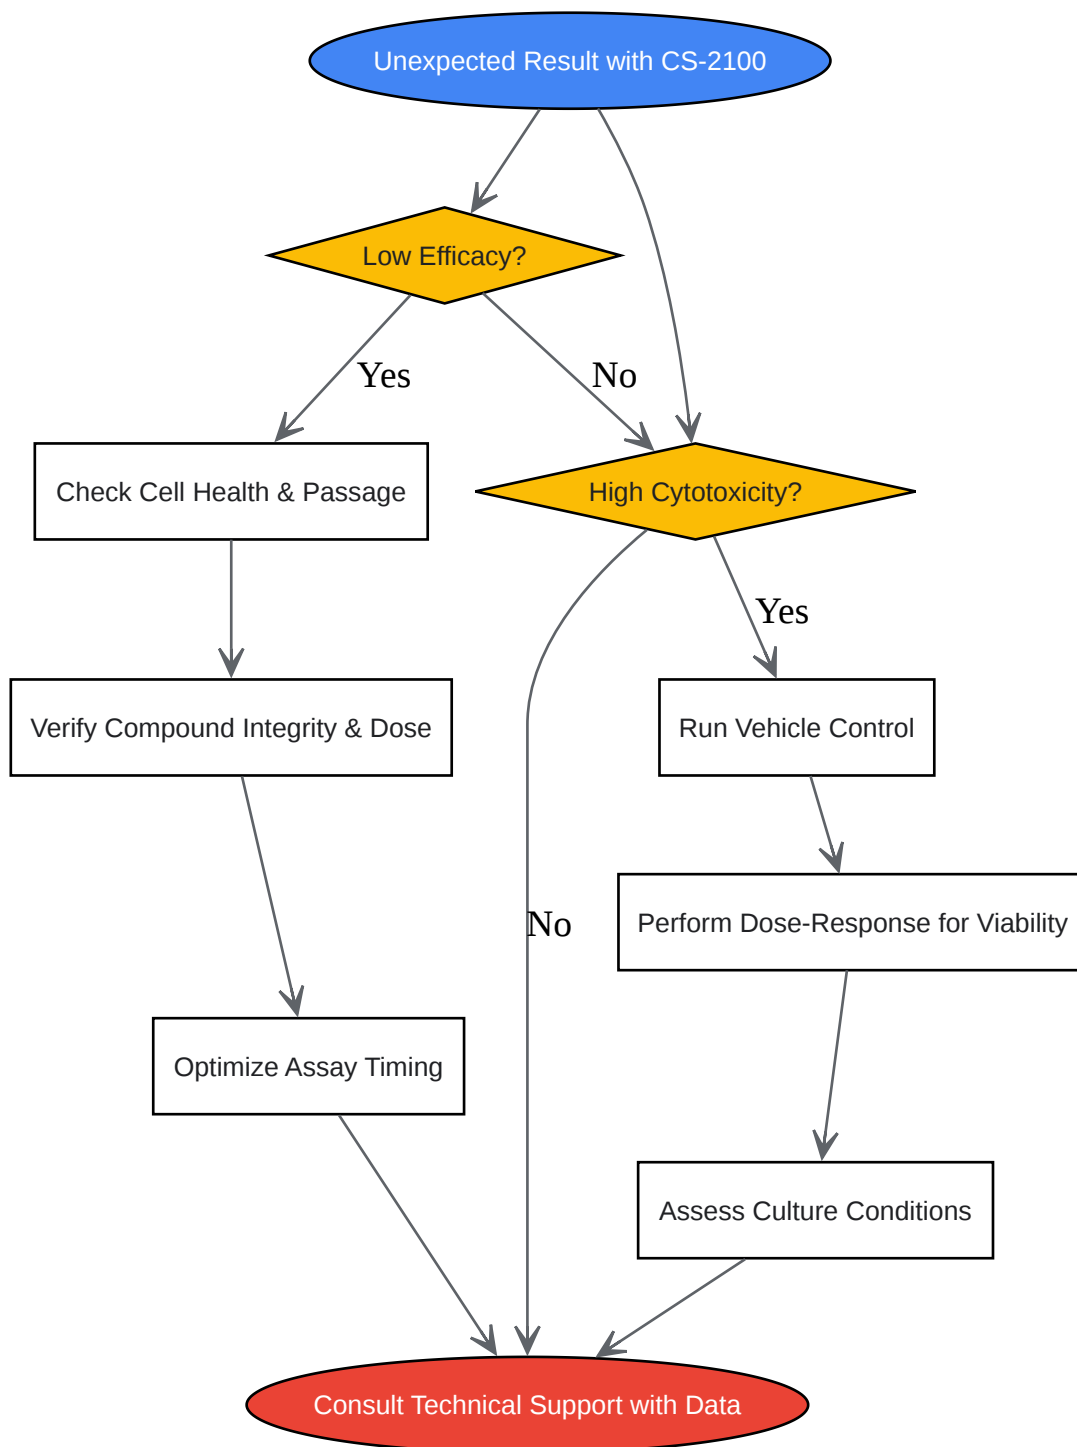 Unexpected Result with CS-2100
Low Efficacy?
Yes
No
Check Cell Health & Passage
High Cytotoxicity?
Yes
Verify Compound Integrity & Dose
Run Vehicle Control
No
Perform Dose-Response for Viability
Optimize Assay Timing
Assess Culture Conditions
Consult Technical Support with Data